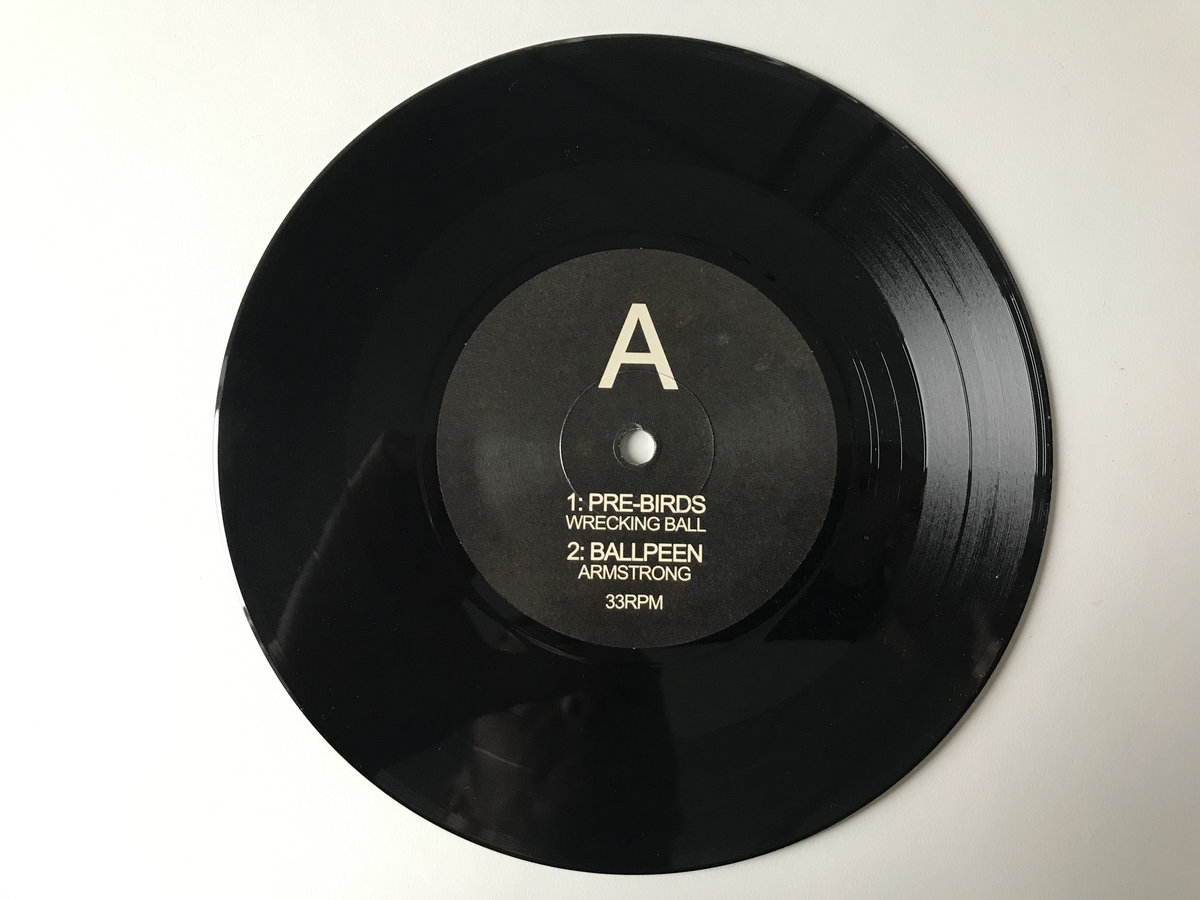 A
1: PRE-BIRDS
WRECKING BALL
2: BALLPEEN
ARMSTRONG
33RPM